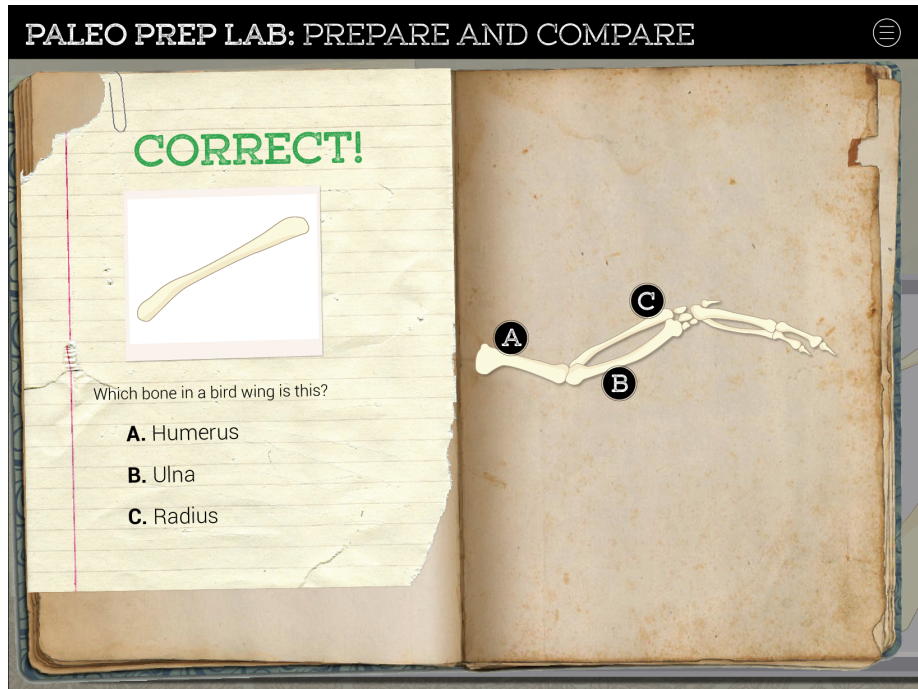 PALEO PREP LAB: PREPARE AND COMPARE
CORRECT!
Which bone in a bird wing is this?
A. Humerus
B. Ulna
C. Radius
C
A
B